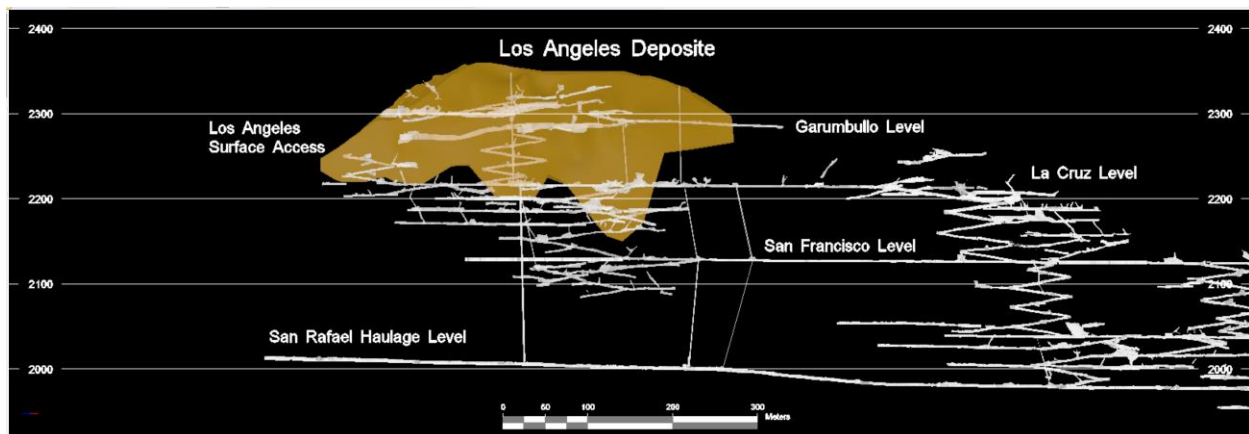 2400
2400
Los Angeles Deposite
2300
2300
Los Angeles
Surface Access
Garumbullo Level
La Cruz Level
2200
2200
San Francisco Level
2100
2100
San Rafael Haulage Level
2000
2000
0 50 100 200 300
Meters